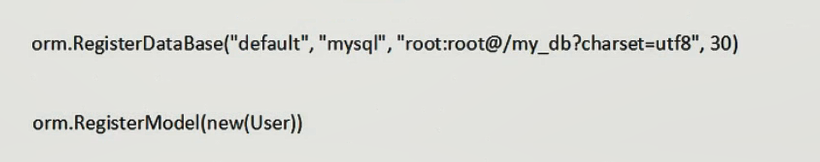 orm.RegisterDataBase("default", "mysql", "root:root@/my_db?charset=utf8", 30)
orm.RegisterModel(new(User))